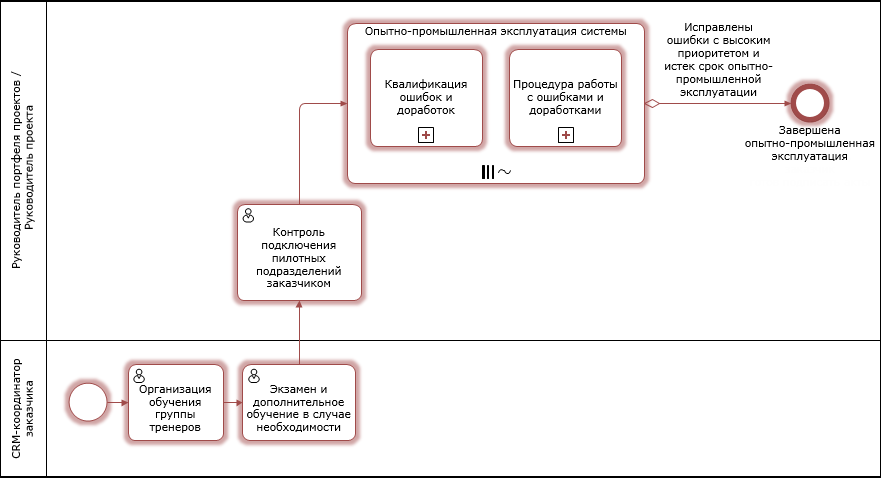 Руководитель портфеля проектов /
Руководитель проекта
Опытно-промышленная эксплуатация системы
Квалификация
ошибок и
доработок
Процедура работы
с ошибками и
доработками
Исправлены
ошибки с высоким
приоритетом и
истек срок опытно-
промышленной
эксплуатации
Завершена
опытно-промышленная
эксплуатация
Контроль
подключения
пилотных
подразделений
заказчиком
CRM-координатор
заказчика
Организация
обучения
группы
тренеров
Экзамен и
дополнительное
обучение в случае
необходимости